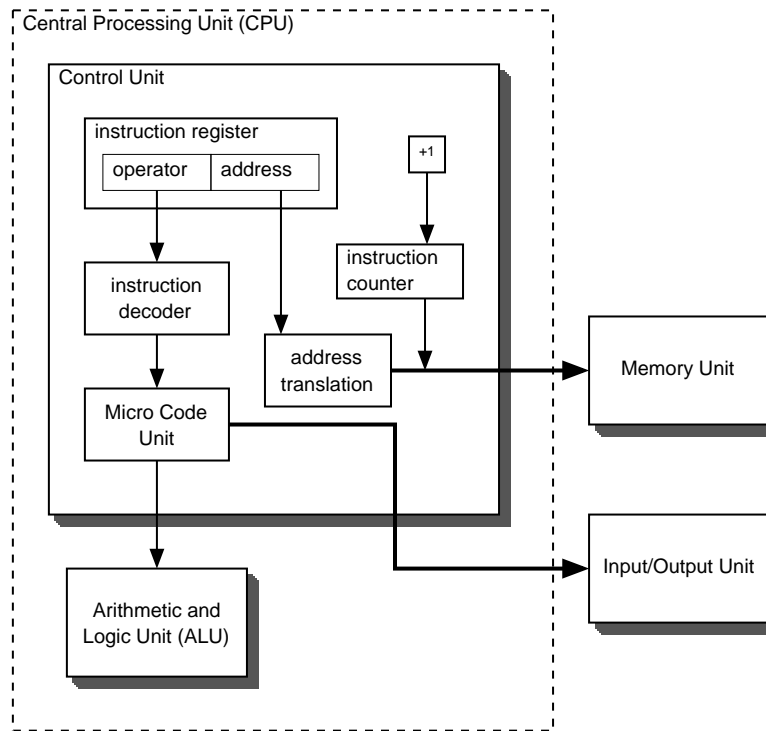 Central Processing Unit (CPU)
Control Unit
instruction register
operator
address
+1
instruction
counter
instruction
decoder
address
translation
Memory Unit
Micro Code
Unit
Input/Output Unit
Arithmetic and
Logic Unit (ALU)